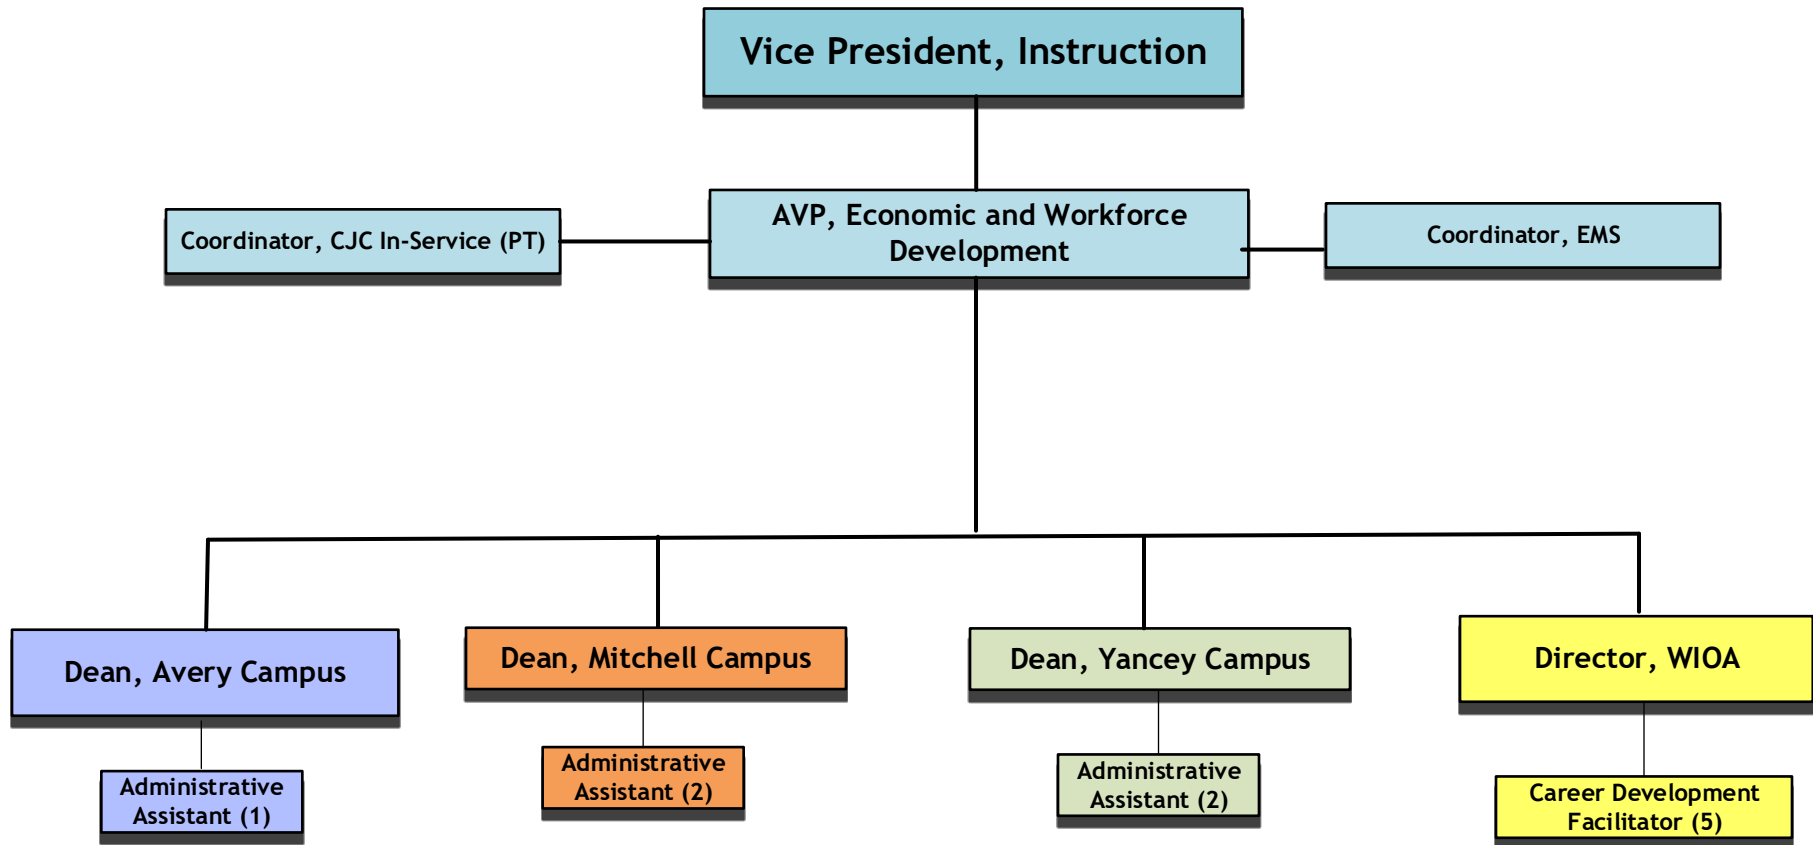 Vice President, Instruction
AVP, Economic and Workforce
Development
Coordinator, CJC In-Service (PT)
Coordinator, EMS
Dean, Avery Campus
Dean, Mitchell Campus
Dean, Yancey Campus
Director, WIOA
Administrative
Assistant (1)
Administrative
Assistant (2)
Administrative
Assistant (2)
Career Development
Facilitator (5)